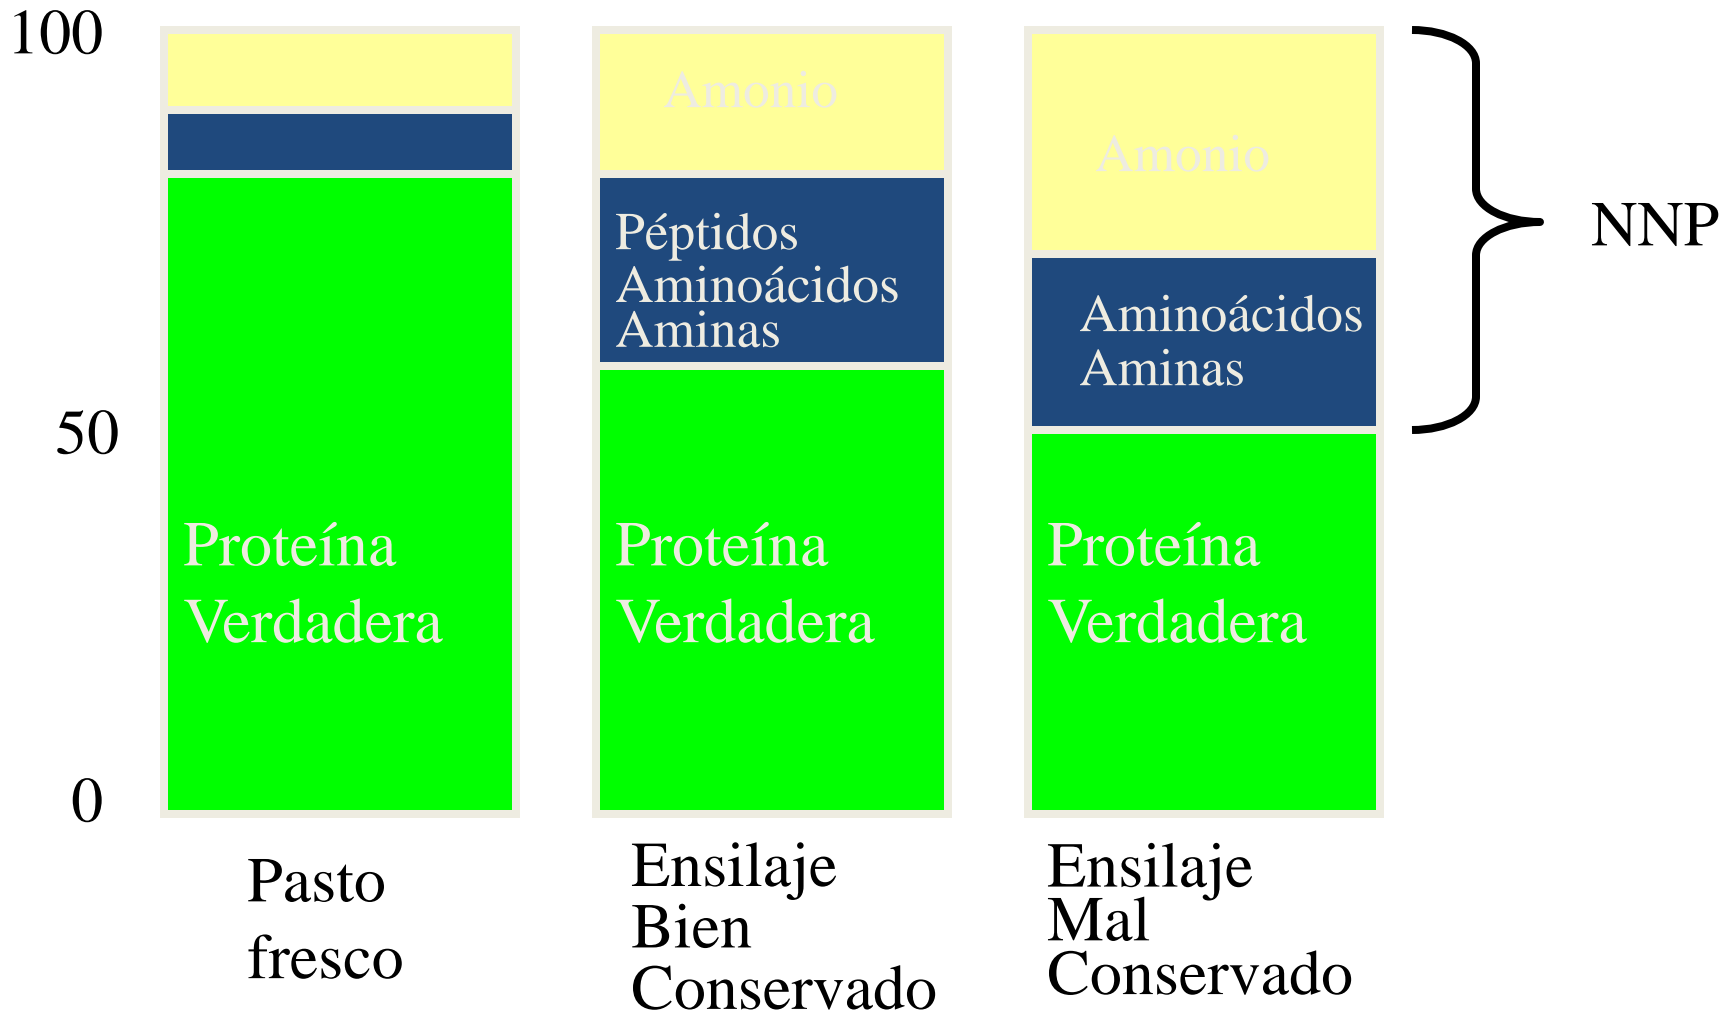 100
50
0
Proteína
Verdadera
Pasto
fresco
Amonio
Péptidos
Aminoácidos
Aminas
Proteína
Verdadera
Ensilaje
Bien
Conservado
Amonio
Aminoácidos
Aminas
Proteína
Verdadera
Ensilaje
Mal
Conservado
NNP